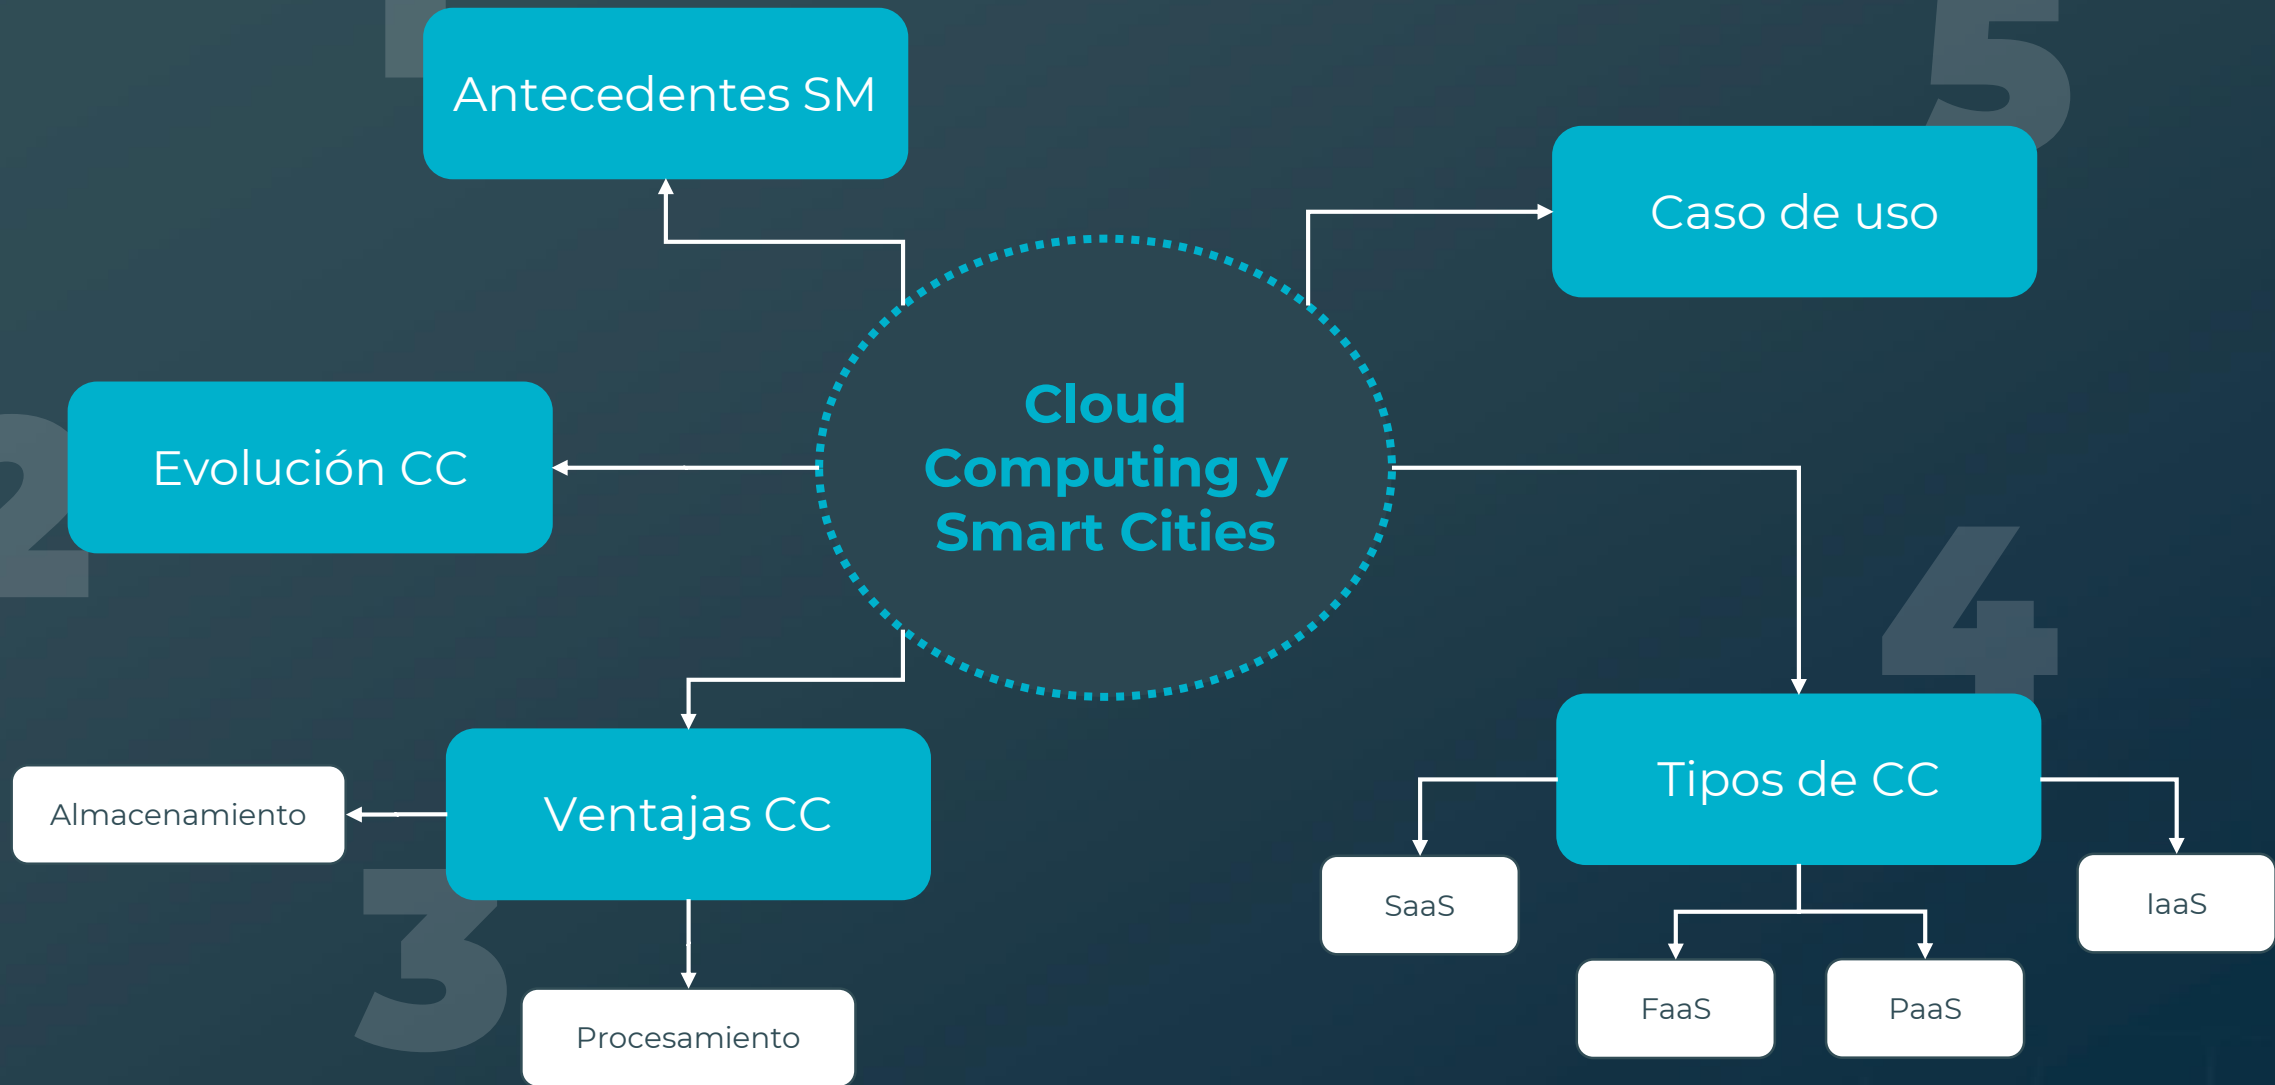 1
Antecedentes SM
5
Caso de uso
Cloud
Computing y
Smart Cities
2
Evolución CC
4
Tipos de CC
Ventajas CC
Almacenamiento
3
Procesamiento
SaaS
FaaS
PaaS
IaaS